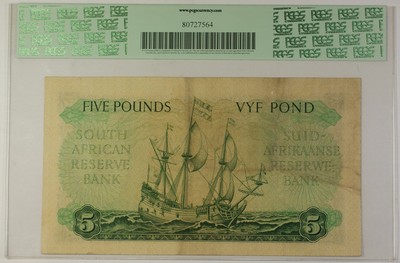 www.pcgscurrency.com
80727564
FIVE POUNDS VYF POND
SOUTH AFRICAN RESERVE BANK
SUID-AFRIKAANSE RESERWE-BANK
5 5